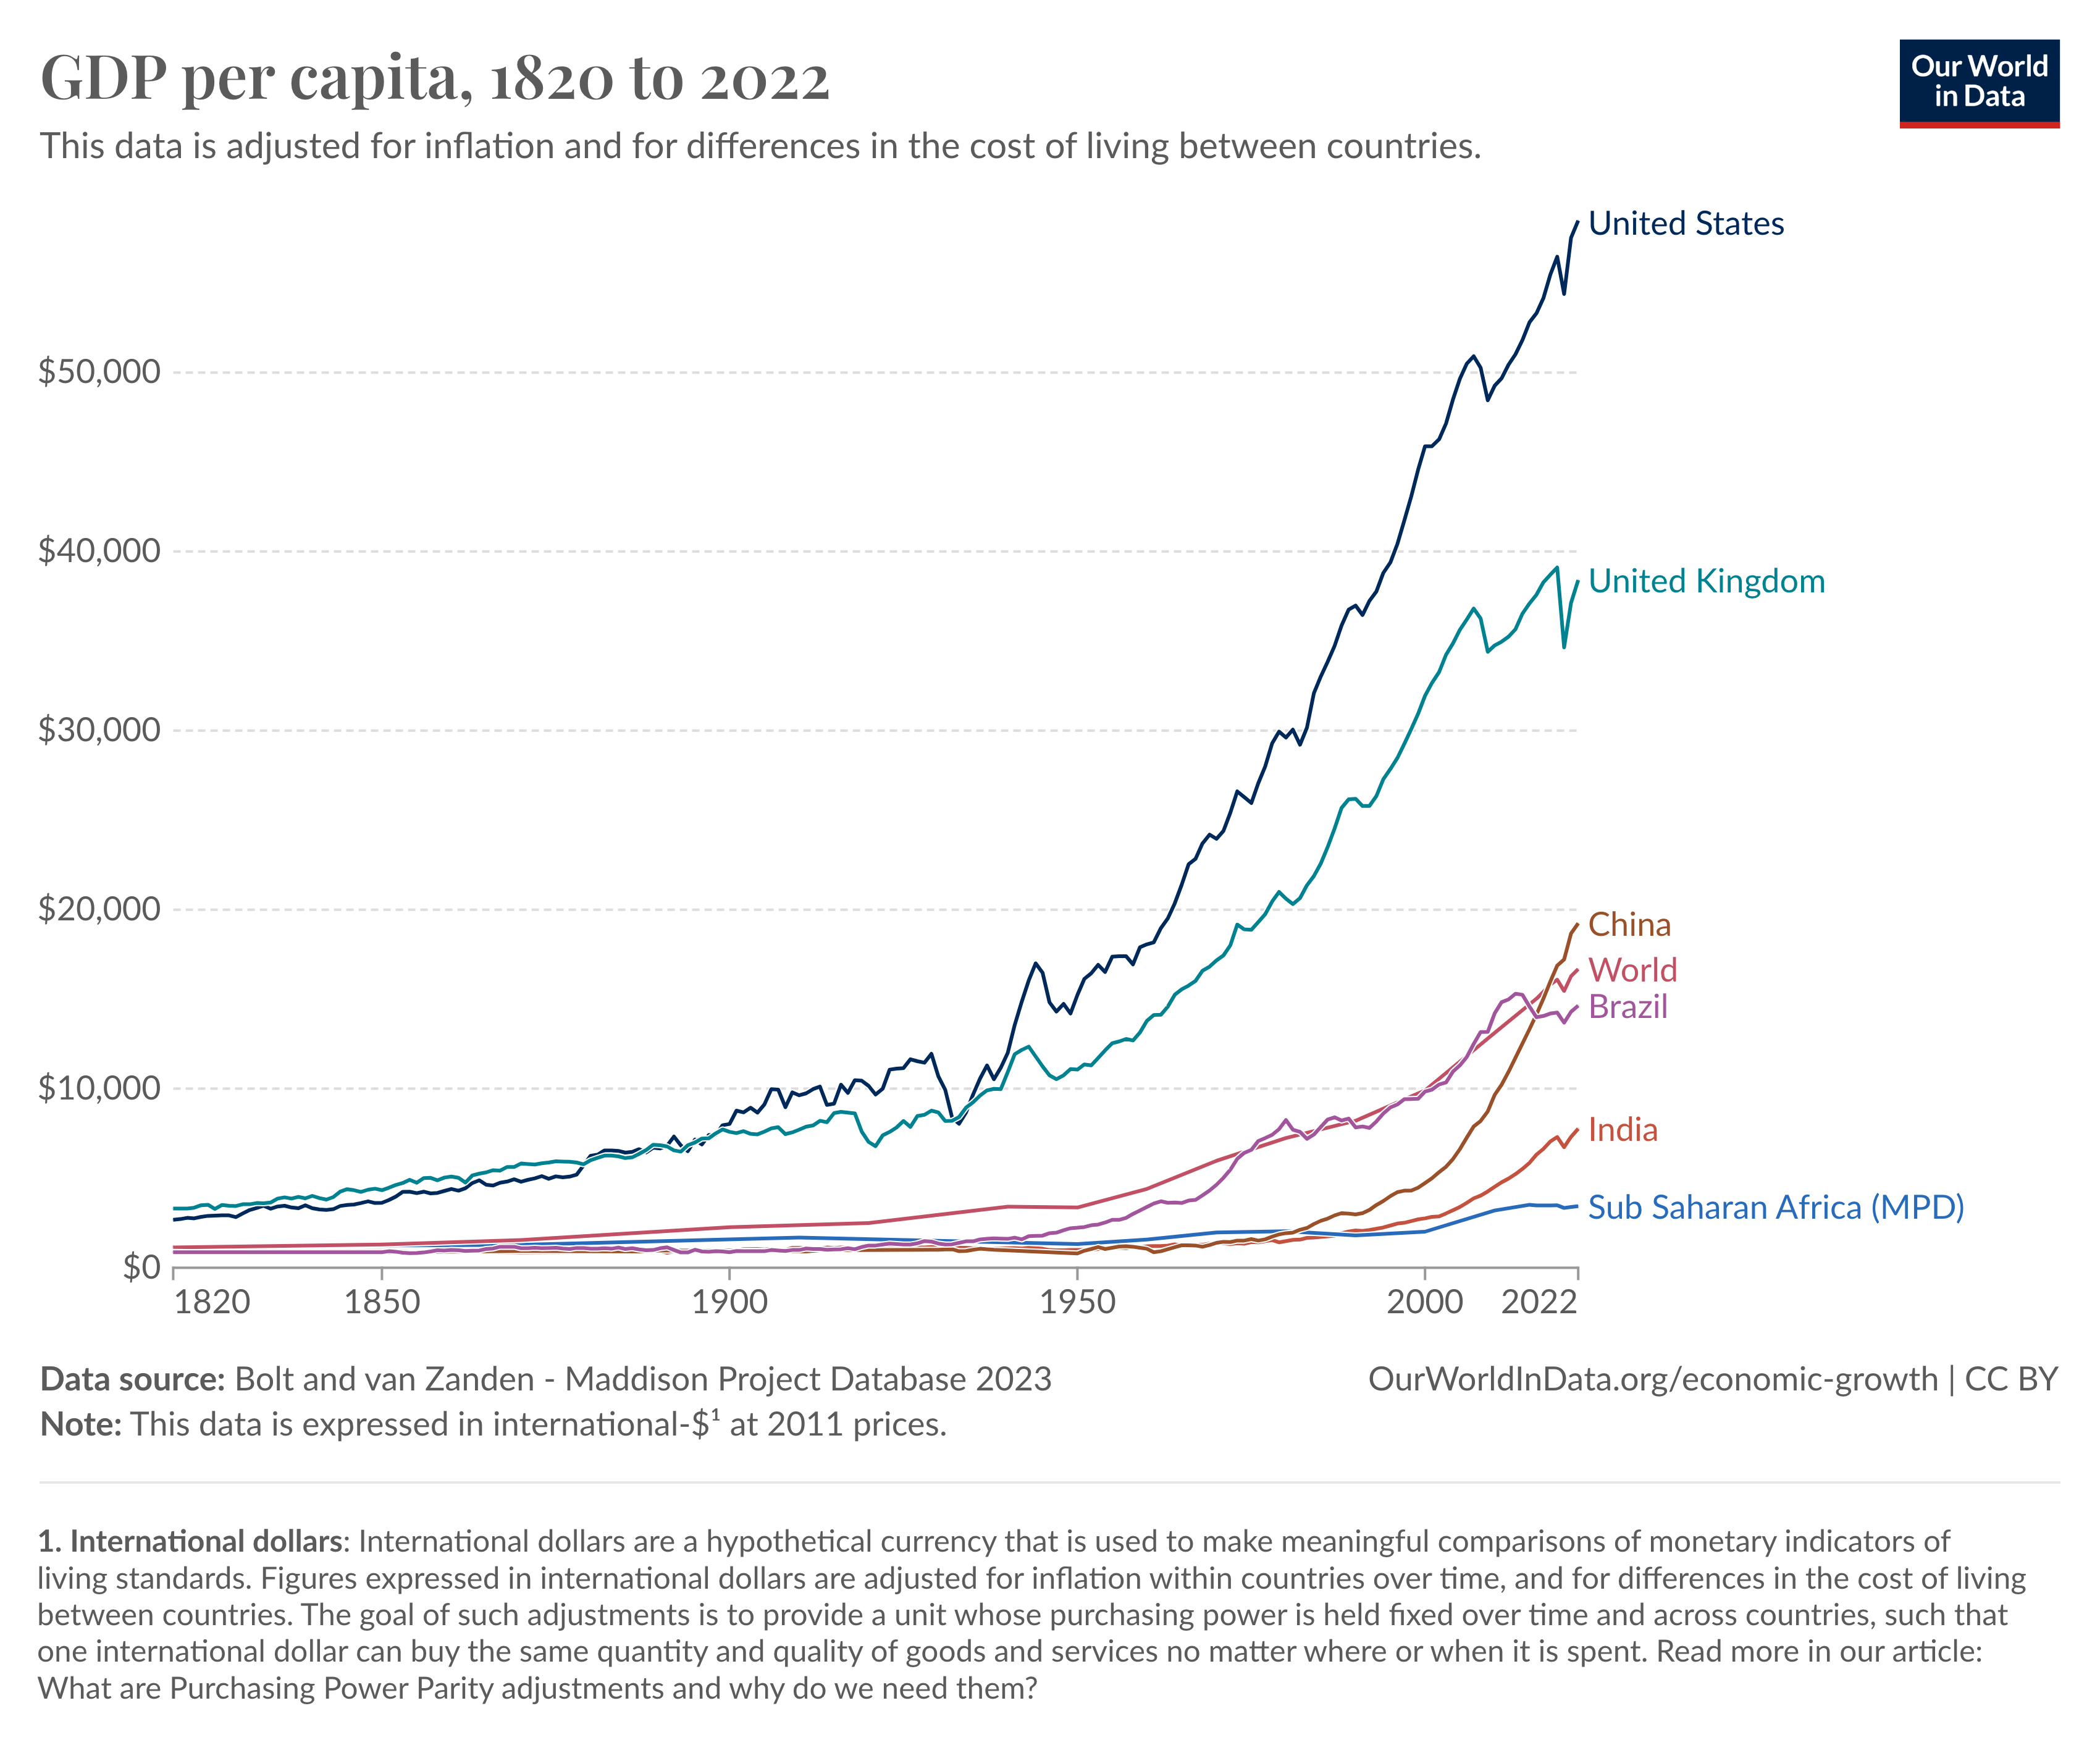 GDP per capita, 1820 to 2022
Our World
in Data
This data is adjusted for inflation and for differences in the cost of living between countries.
United States
$50,000
$40,000
United Kingdom
$30,000
$20,000
China
World
Brazil
$10,000
India
Sub Saharan Africa (MPD)
$0
1820 1850 1900 1950 2000 2022
Data source: Bolt and van Zanden - Maddison Project Database 2023
OurWorldInData.org/economic-growth | CC BY
Note: This data is expressed in international-$¹ at 2011 prices.
1. International dollars: International dollars are a hypothetical currency that is used to make meaningful comparisons of monetary indicators of
living standards. Figures expressed in international dollars are adjusted for inflation within countries over time, and for differences in the cost of living
between countries. The goal of such adjustments is to provide a unit whose purchasing power is held fixed over time and across countries, such that
one international dollar can buy the same quantity and quality of goods and services no matter where or when it is spent. Read more in our article:
What are Purchasing Power Parity adjustments and why do we need them?